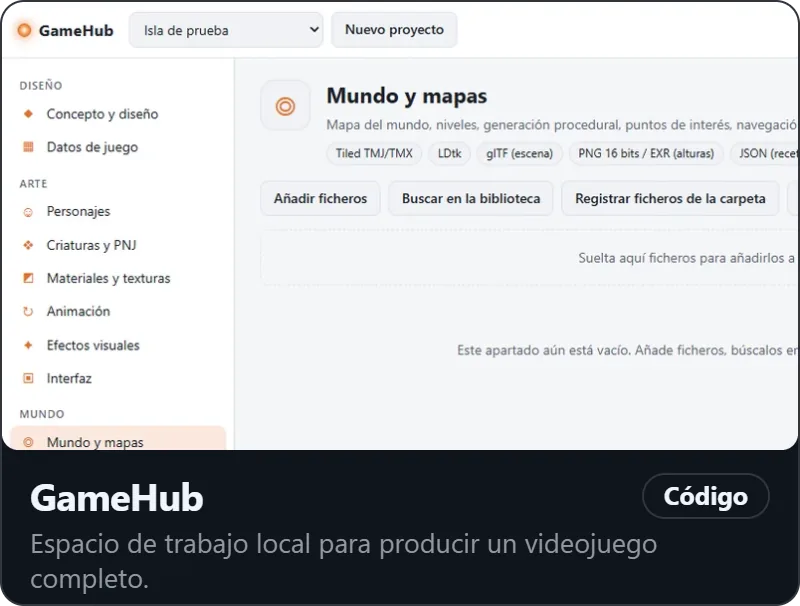 GameHub
Isla de prueba
Nuevo proyecto
DISEÑO
Concepto y diseño
Datos de juego
ARTE
Personajes
Criaturas y PNJ
Materiales y texturas
Animación
Efectos visuales
Interfaz
MUNDO
Mundo y mapas
Mundo y mapas
Mapa del mundo, niveles, generación procedural, puntos de interés, navegació
Tiled TMJ/TMX LDtk glTF (escena) PNG 16 bits / EXR (alturas) JSON (recet
Añadir ficheros Buscar en la biblioteca Registrar ficheros de la carpeta
Suelta aquí ficheros para añadirlos a
Este apartado aún está vacío. Añade ficheros, búscalos en
GameHub
Código
Espacio de trabajo local para producir un videojuego
completo.